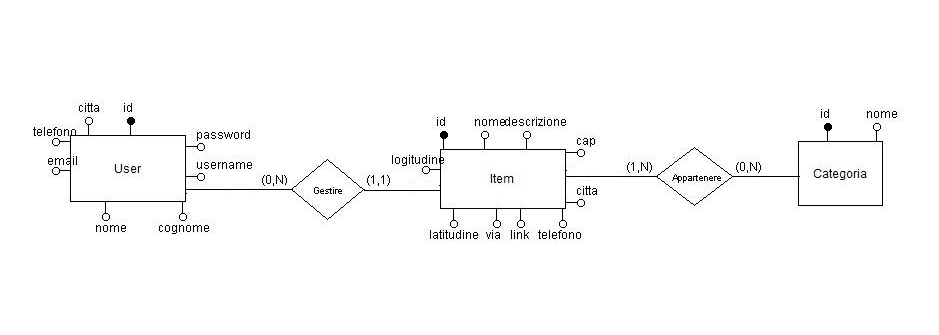 citta
id
telefono
password
email
User
username
nome
cognome
(0,N)
Gestire
(1,1)
id
nome
descrizione
cap
logitudine
Item
citta
latitudine
via
link
telefono
(1,N)
Appartenere
(0,N)
id
nome
Categoria